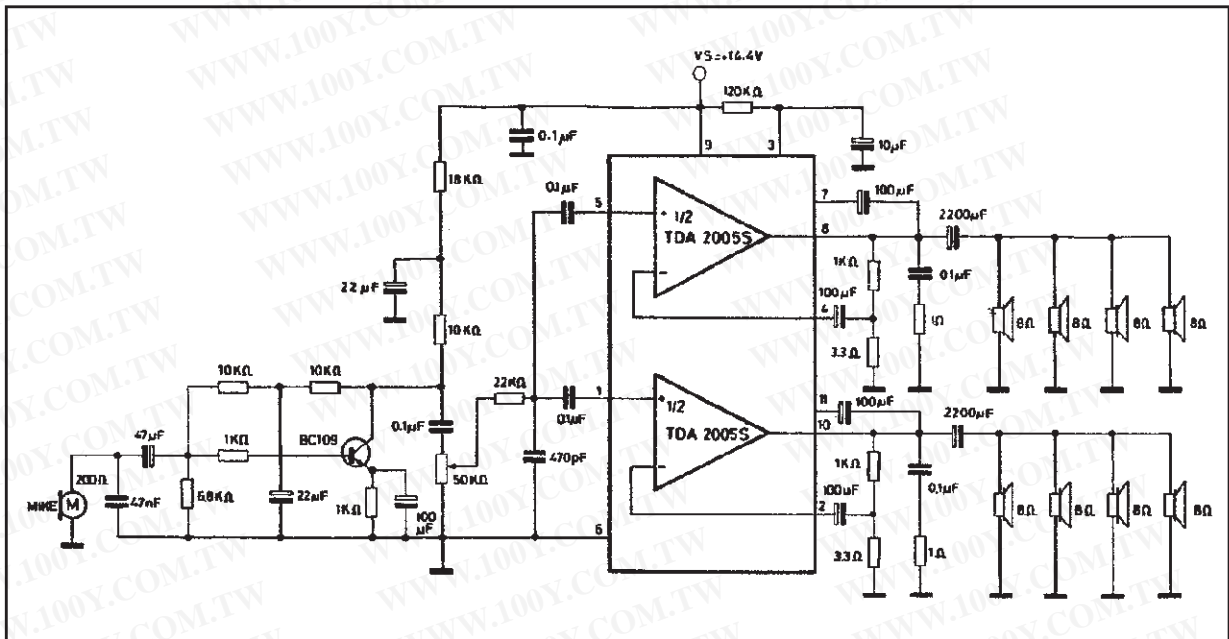 WWW.100Y.COM.TW
VS=+14.4V
120KΩ
0.1µF
9
3
10µF
18KΩ
0.1µF
5
7
100µF
1/2
TDA 2005S
+
−
8
2200µF
22µF
1KΩ
0.1µF
100µF
4
10KΩ
1Ω
3.3Ω
8Ω
8Ω
8Ω
8Ω
10KΩ
10KΩ
22KΩ
1
0.1µF
11
100µF
1/2
TDA 2005S
+
−
10
2200µF
47µF
1KΩ
BC109
0.1µF
50KΩ
470pF
1KΩ
0.1µF
100µF
2
200Ω
MIKE
M
47nF
6.8KΩ
22µF
1KΩ
100
µF
6
3.3Ω
1Ω
8Ω
8Ω
8Ω
8Ω